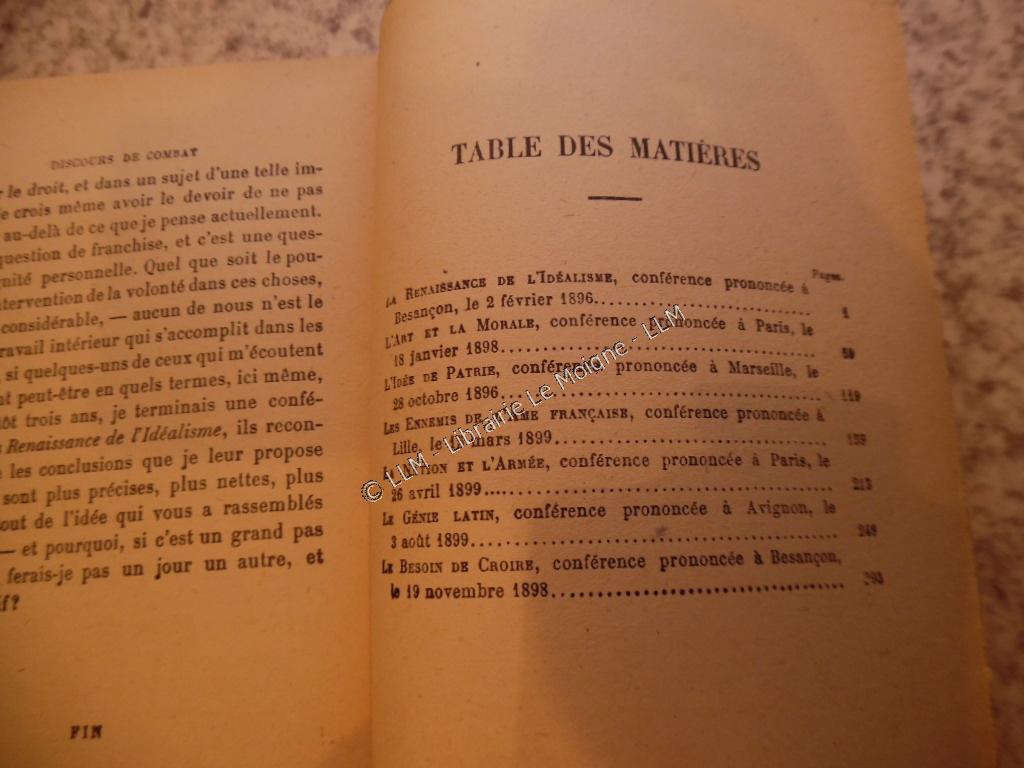 DISCOURS DE COMBAT
le droit, et dans un sujet d'une telle im-
crois même avoir le devoir de ne pas
au-delà de ce que je pense actuellement.
question de franchise, et c'est une ques-
personnelle. Quel que soit le pou-
de la volonté dans ces choses,
considérable, — aucun de nous n'est le
intérieur qui s'accomplit dans les
si quelques-uns de ceux qui m'écoutent
peut-être en quels termes, ici même,
trois ans, je terminais une confé-
Renaissance de l'Idéalisme, ils recon-
les conclusions que je leur propose
sont plus précises, plus nettes, plus
de l'idée qui vous a rassemblés
— et pourquoi, si c'est un grand pas
ferais-je pas un jour un autre, et
FIN
TABLE DES MATIÈRES
Pages.
LA RENAISSANCE DE L'IDÉALISME, conférence prononcée à
Besançon, le 2 février 1896 1
L'ART ET LA MORALE, conférence prononcée à Paris, le
18 janvier 1898 59
L'IDÉE DE PATRIE, conférence prononcée à Marseille, le
28 octobre 1896 119
LES ENNEMIS DE FRANÇAISE, conférence prononcée à
Lille, le mars 1899 159
ET L'ARMÉE, conférence prononcée à Paris, le
26 avril 1899 213
LE GÉNIE LATIN, conférence prononcée à Avignon, le
3 août 1899 249
LE BESOIN DE CROIRE, conférence prononcée à Besançon,
le 19 novembre 1898 293
© LLM - Librairie Le Moigne - LLM